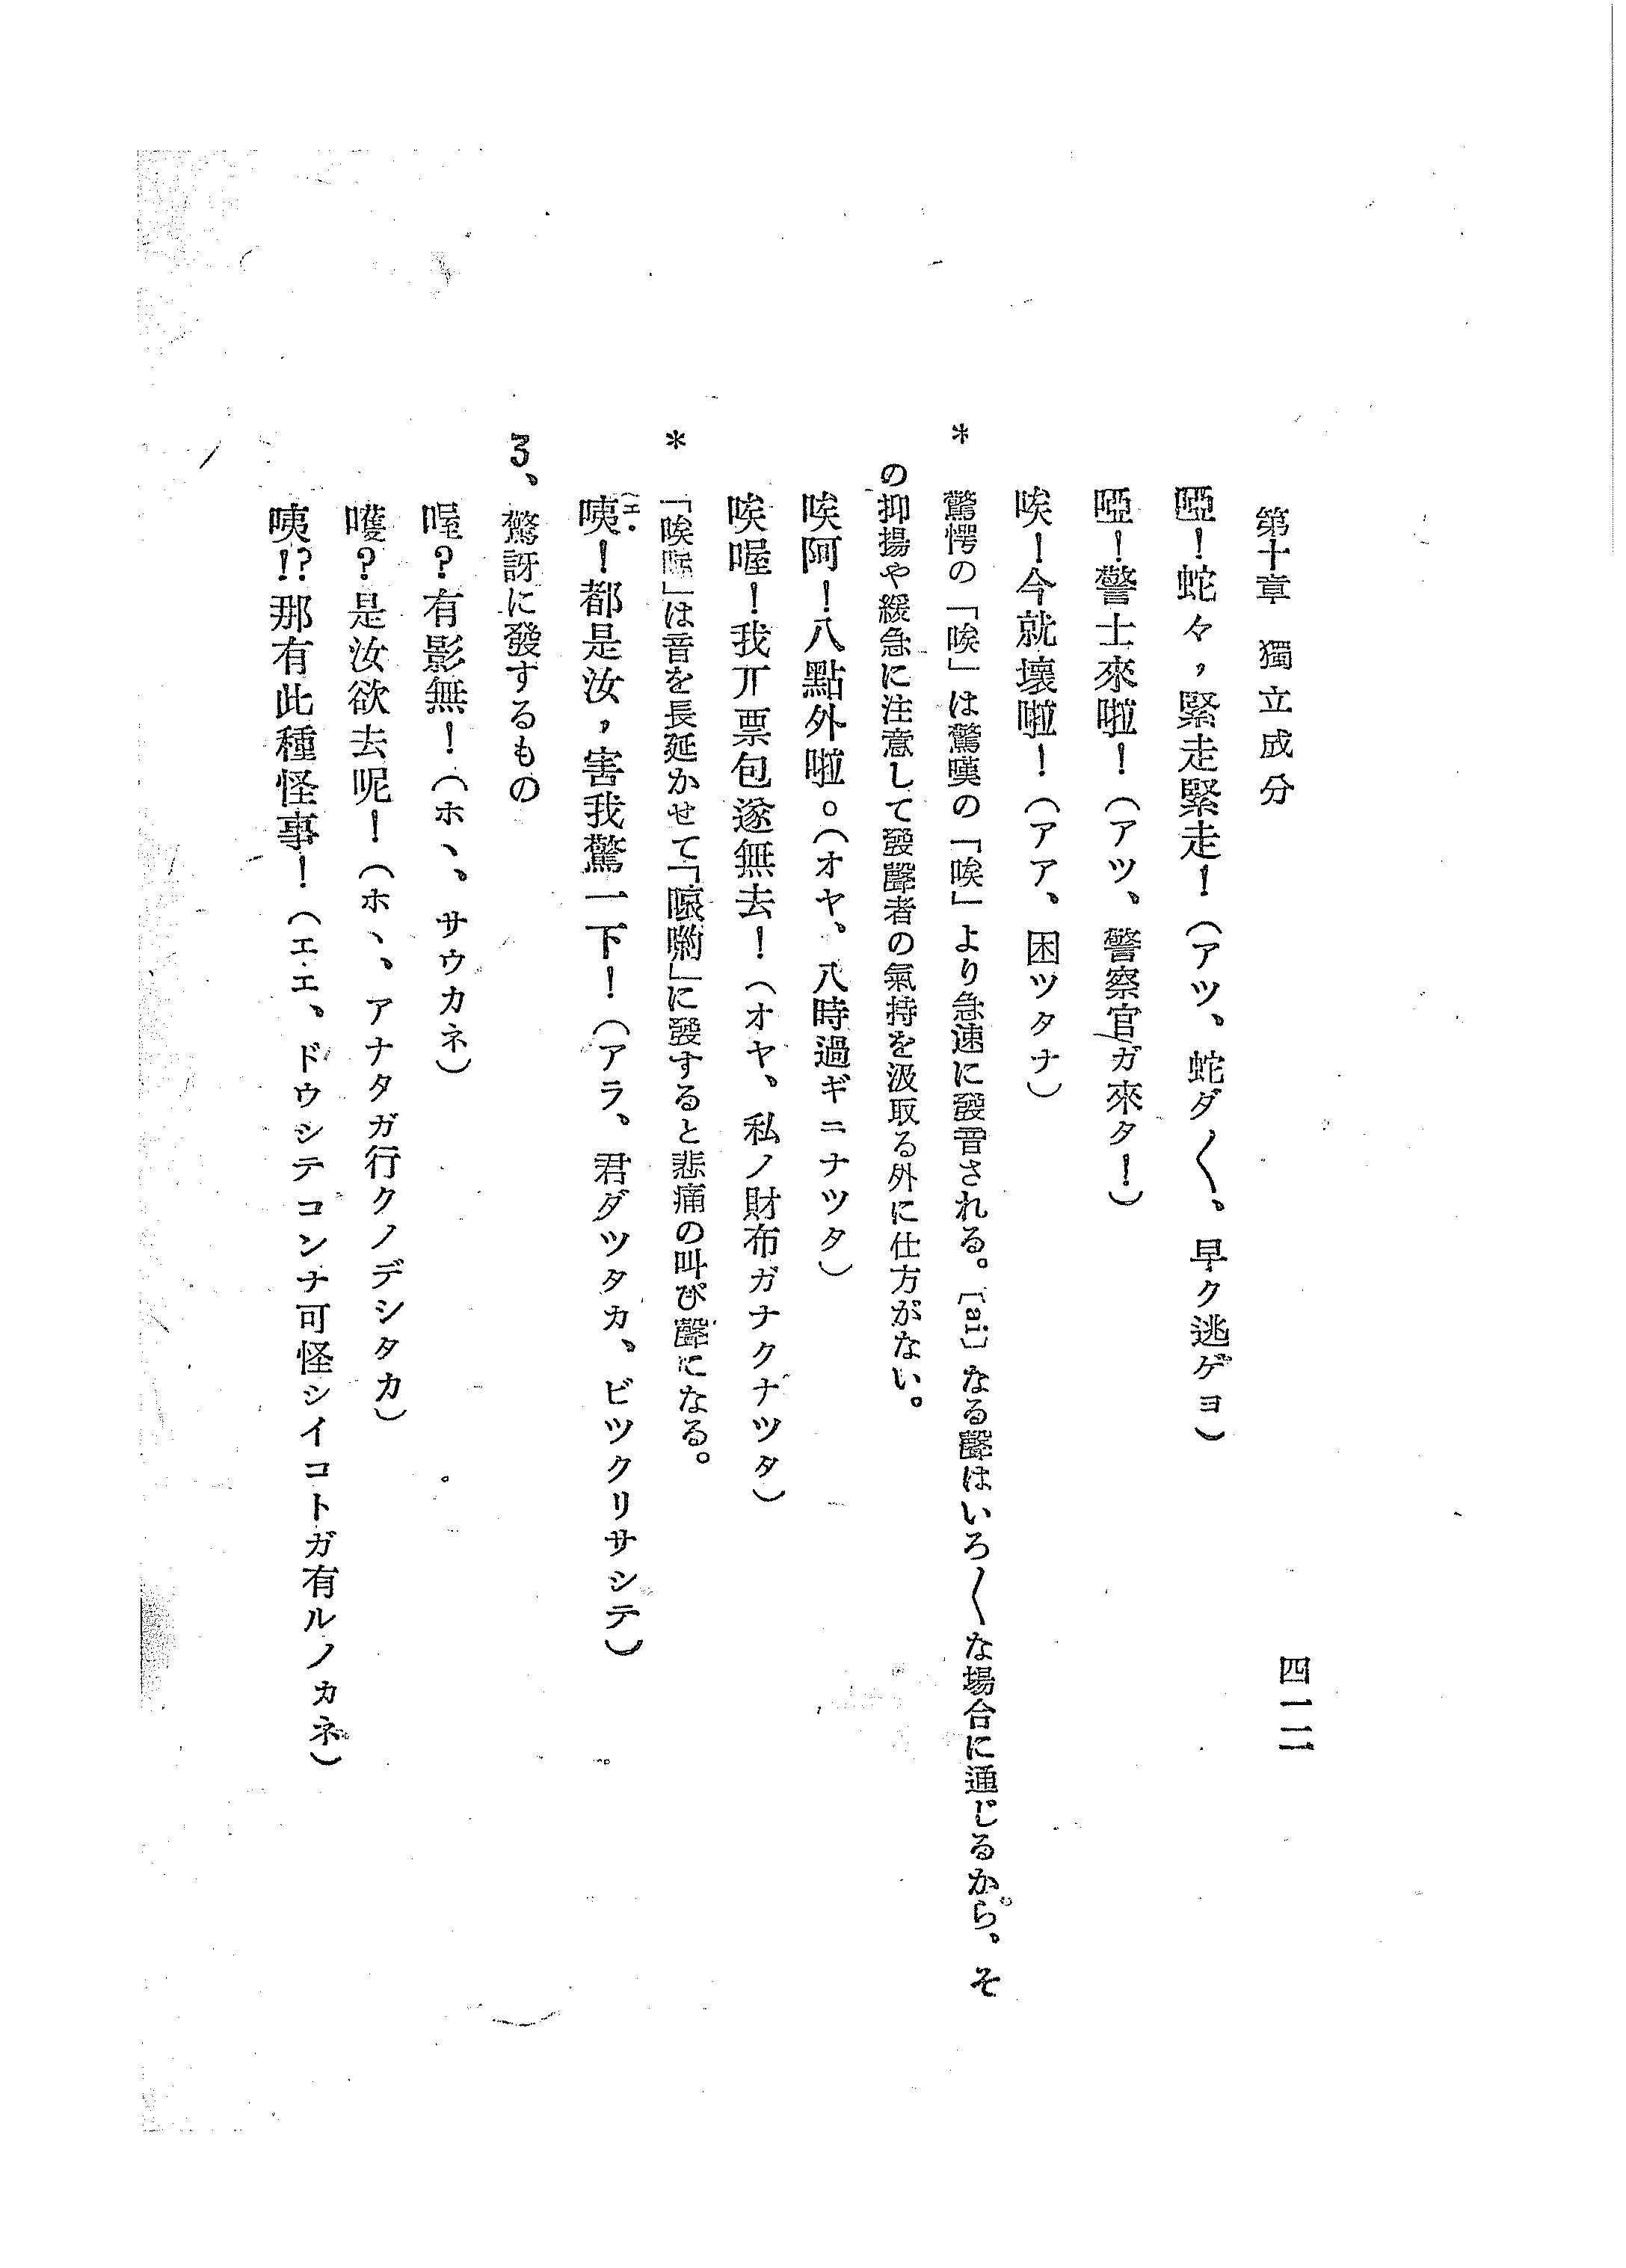 第十章 獨立成分
四一二
啞！蛇々，緊走緊走！（アツ、蛇ダ〱、早ク逃ゲヨ）
啞！警士來啦！（アツ、警察官ガ來タ！）
唉！今就壞啦！（アア、困ツタナ）
＊ 驚愕の「唉」は驚嘆の「唉」より急速に發音される。〔ai〕なる聲はいろ〱な場合に通じるから。そ
の抑揚や緩急に注意して發聲者の氣持を汲取る外に仕方がない。
唉阿！八點外啦。（オヤ、八時過ギニナツタ）
唉喔！我丌票包遂無去！（オヤ、私ノ財布ガナクナツタ）
＊ 「唉喔」は音を長延かせて「」に發すると悲痛の叫び聲になる。
咦！都是汝，害我驚一下！（アラ、君ダツタカ、ビツクリサシテ）
（エ・
3、驚訝に發するもの
喔？有影無！（ホヽ、サウカネ）
嚄？是汝欲去呢！（ホヽ、アナタガ行クノデシタカ）
咦!?那有此種怪事！（エエ、ドウシテコンナ可怪シイコトガ有ルノカネ）